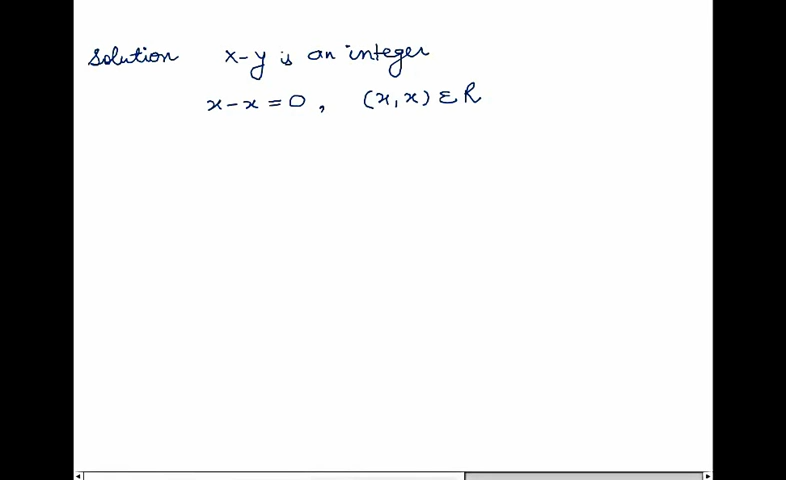 Solution x-y is an integer
x-x=0, (x,x) ∈ R